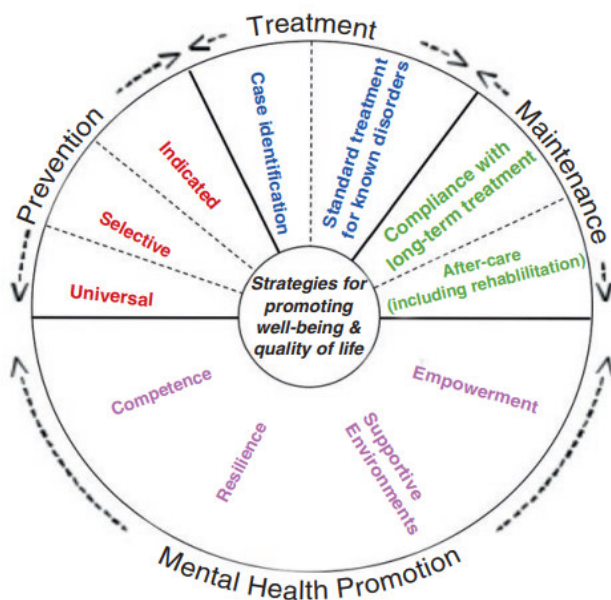 Treatment
Prevention
Maintenance
Case identification
Standard treatment
for known disorders
Indicated
Selective
Universal
Compliance with
long-term treatment
After-care
(including rehablilitation)
Strategies for
promoting
well-being &
quality of life
Competence
Resilience
Supportive
Environments
Empowerment
Mental Health Promotion